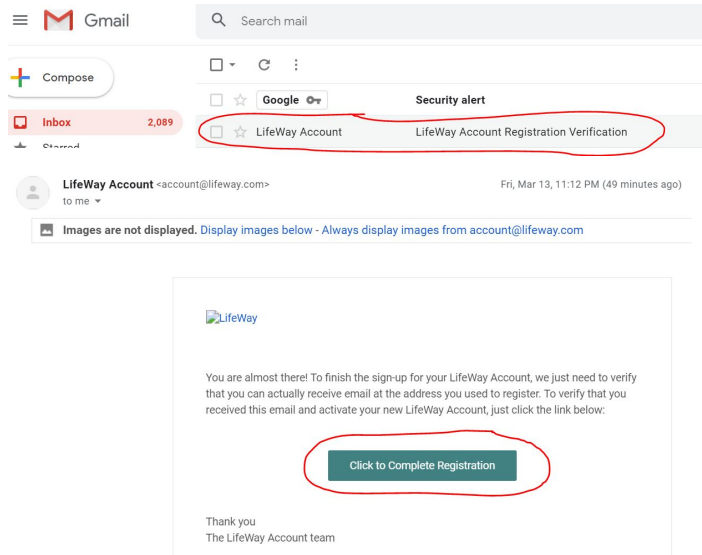 Gmail
Search mail
Compose
Google
Security alert
Inbox 2,089
LifeWay Account
LifeWay Account Registration Verification
Starred
LifeWay Account <account@lifeway.com>
Fri, Mar 13, 11:12 PM (49 minutes ago)
to me
Images are not displayed. Display images below - Always display images from account@lifeway.com
LifeWay
You are almost there! To finish the sign-up for your LifeWay Account, we just need to verify
that you can actually receive email at the address you used to register. To verify that you
received this email and activate your new LifeWay Account, just click the link below:
Click to Complete Registration
Thank you
The LifeWay Account team